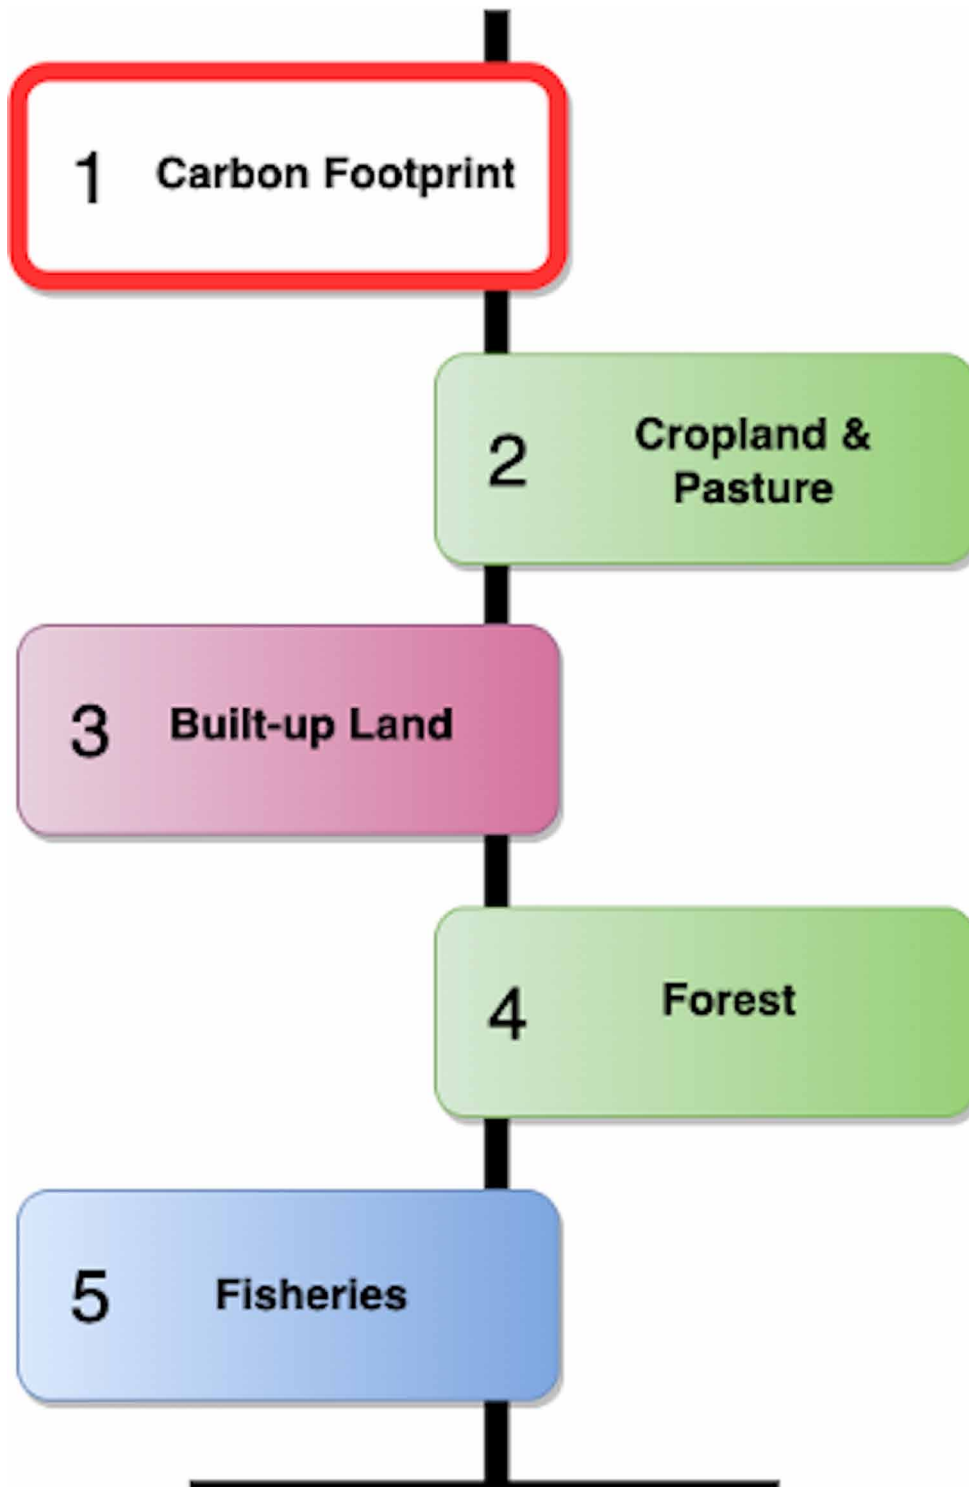 1 Carbon Footprint
2 Cropland &
Pasture
3 Built-up Land
4 Forest
5 Fisheries